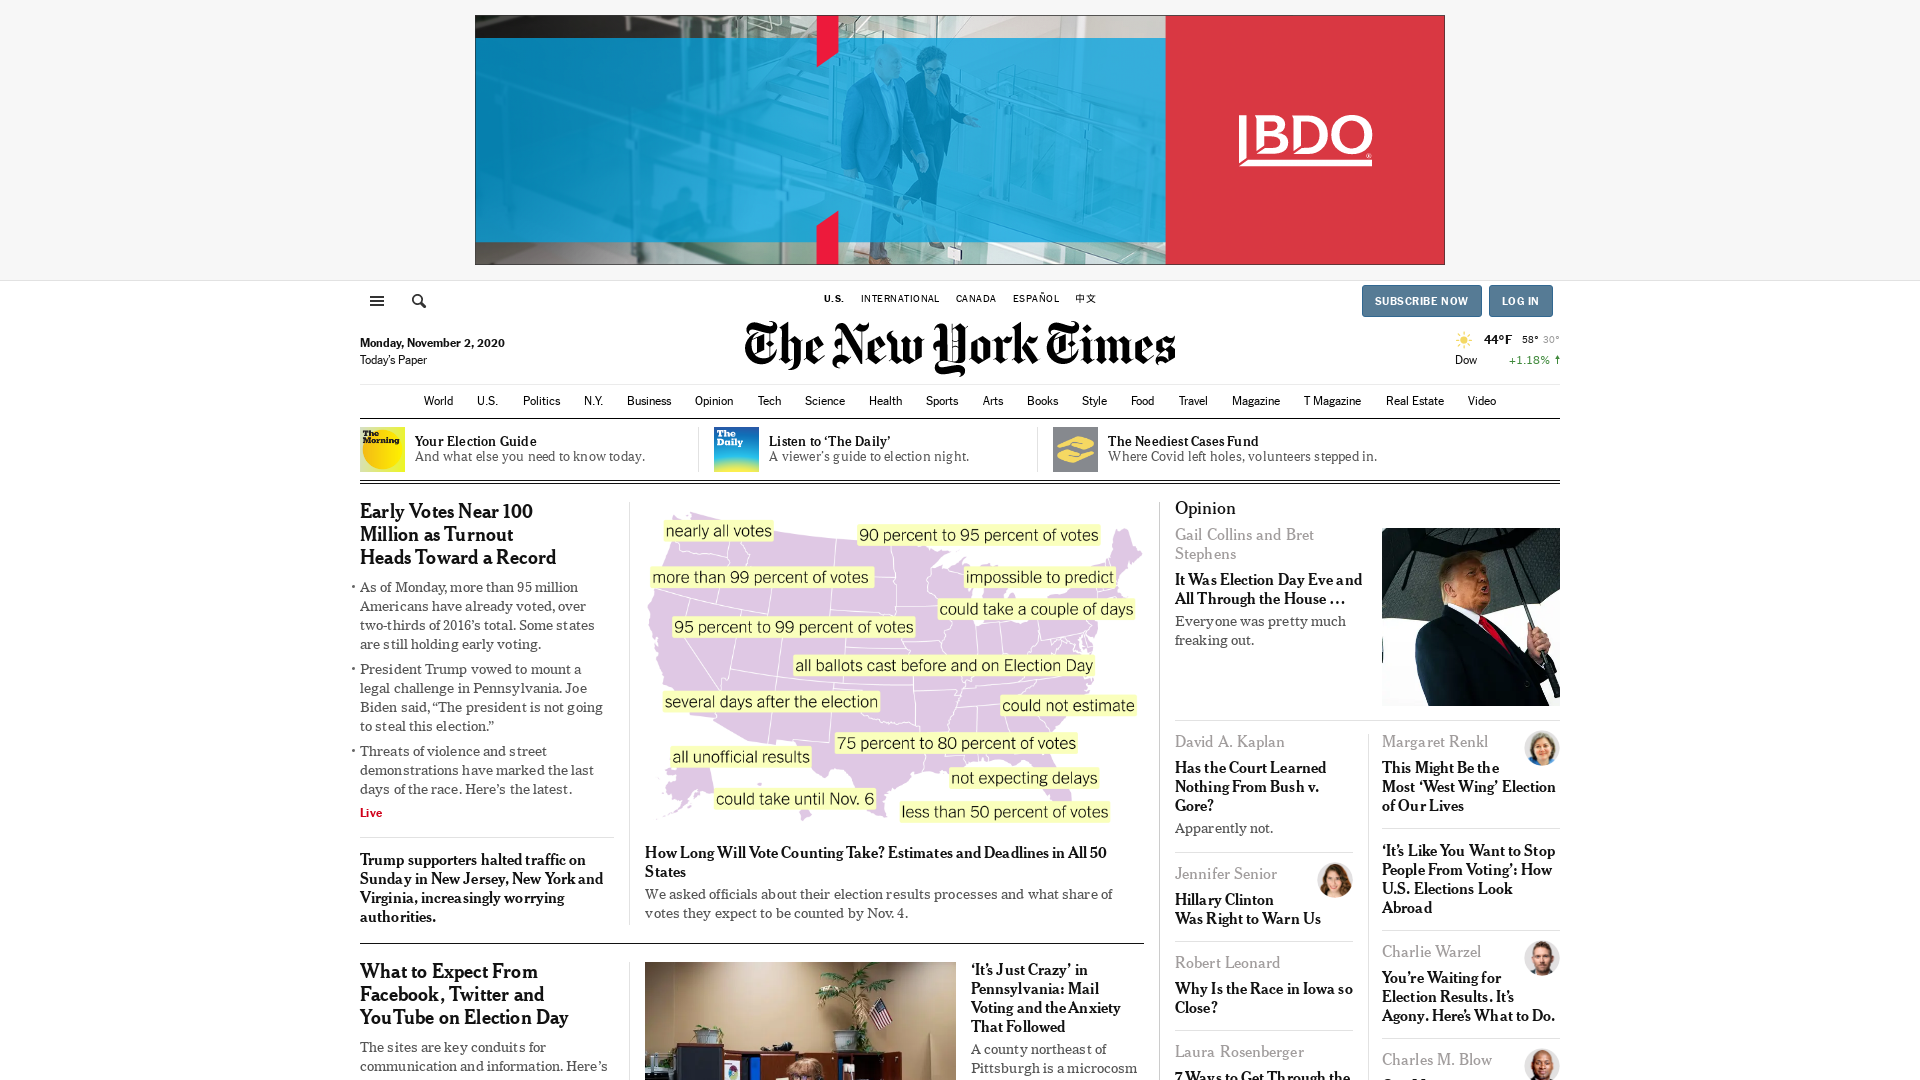 BDO
U.S. INTERNATIONAL CANADA ESPAÑOL 中文
SUBSCRIBE NOW LOG IN
Monday, November 2, 2020
Today's Paper
The New York Times
44°F 58° 30°
Dow +1.18% ↑
World U.S. Politics N.Y. Business Opinion Tech Science Health Sports Arts Books Style Food Travel Magazine T Magazine Real Estate Video
The
Morning
Your Election Guide
And what else you need to know today.
The
Daily
Listen to ‘The Daily’
A viewer's guide to election night.
The Neediest Cases Fund
Where Covid left holes, volunteers stepped in.
Early Votes Near 100
Million as Turnout
Heads Toward a Record
• As of Monday, more than 95 million
Americans have already voted, over
two-thirds of 2016’s total. Some states
are still holding early voting.
• President Trump vowed to mount a
legal challenge in Pennsylvania. Joe
Biden said, “The president is not going
to steal this election.”
• Threats of violence and street
demonstrations have marked the last
days of the race. Here’s the latest.
Live
Trump supporters halted traffic on
Sunday in New Jersey, New York and
Virginia, increasingly worrying
authorities.
nearly all votes
90 percent to 95 percent of votes
more than 99 percent of votes
impossible to predict
could take a couple of days
95 percent to 99 percent of votes
all ballots cast before and on Election Day
several days after the election
could not estimate
75 percent to 80 percent of votes
all unofficial results
not expecting delays
could take until Nov. 6
less than 50 percent of votes
How Long Will Vote Counting Take? Estimates and Deadlines in All 50
States
We asked officials about their election results processes and what share of
votes they expect to be counted by Nov. 4.
What to Expect From
Facebook, Twitter and
YouTube on Election Day
The sites are key conduits for
communication and information. Here’s
‘It’s Just Crazy’ in
Pennsylvania: Mail
Voting and the Anxiety
That Followed
A county northeast of
Pittsburgh is a microcosm
Opinion
Gail Collins and Bret
Stephens
It Was Election Day Eve and
All Through the House …
Everyone was pretty much
freaking out.
David A. Kaplan
Has the Court Learned
Nothing From Bush v.
Gore?
Apparently not.
Jennifer Senior
Hillary Clinton
Was Right to Warn Us
Robert Leonard
Why Is the Race in Iowa so
Close?
Laura Rosenberger
7 Ways to Get Through the
Margaret Renkl
This Might Be the
Most ‘West Wing’ Election
of Our Lives
‘It’s Like You Want to Stop
People From Voting’: How
U.S. Elections Look
Abroad
Charlie Warzel
You’re Waiting for
Election Results. It’s
Agony. Here’s What to Do.
Charles M. Blow